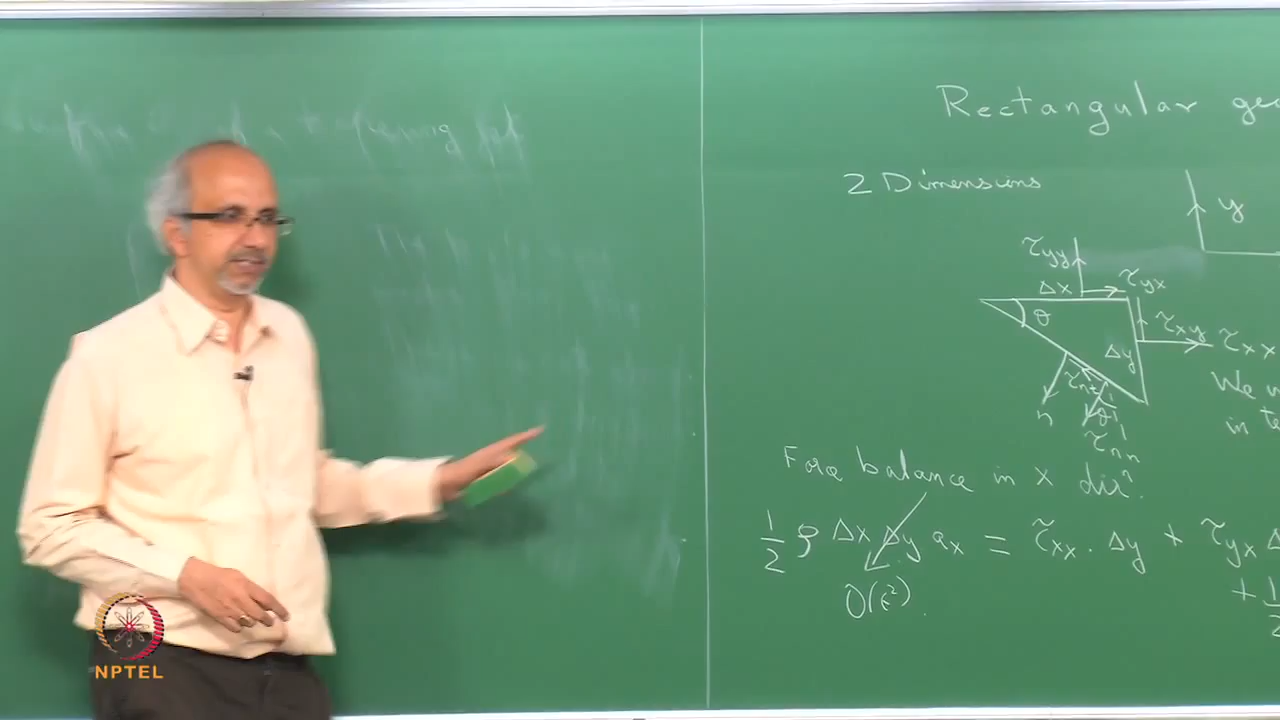 Rectangular ge
2 Dimensions
y
τyy
Δx
τyx
θ
τxy
τxx
Δy
n
τnn
We
in te
Force balance in x dirⁿ.
1/2 ρ Δx Δy ax = τxx . Δy + τyx Δ
O(ε²)
+ 1/2
NPTEL